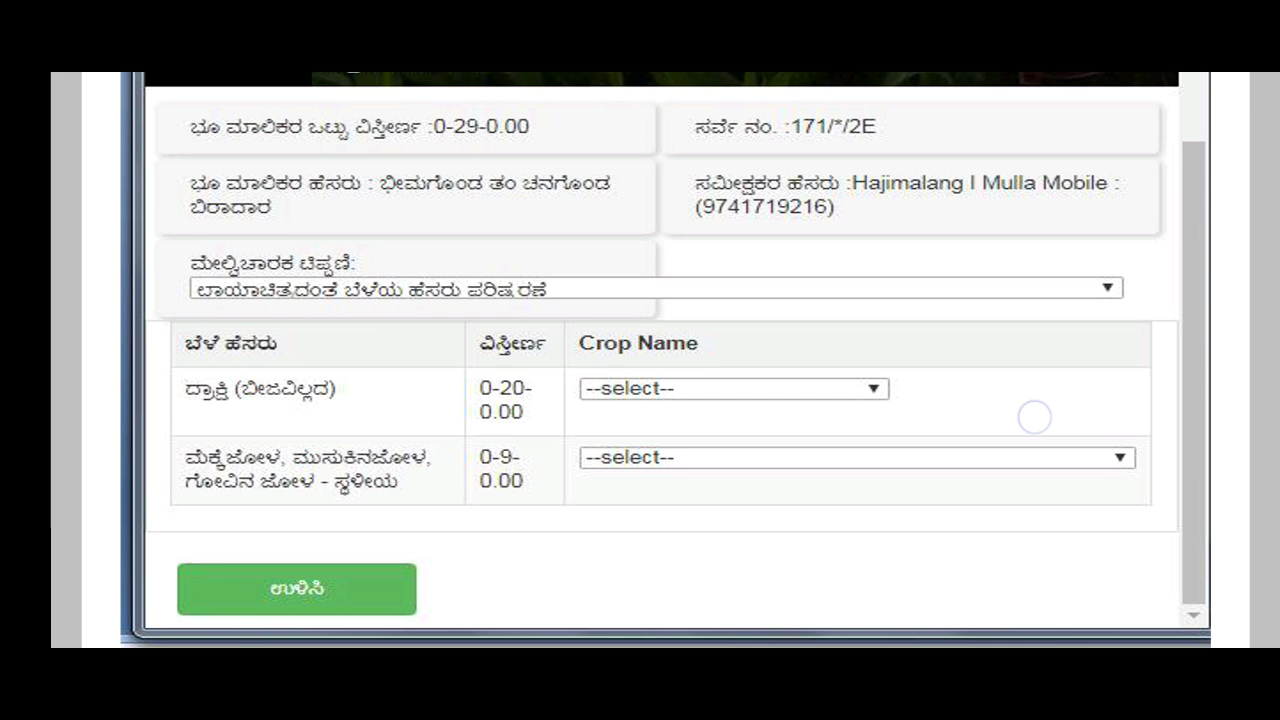 ಭೂ ಮಾಲಿಕರ ಒಟ್ಟು ವಿಸ್ತೀರ್ಣ :0-29-0.00
ಸರ್ವೆ ನಂ. :171/*/2E
ಭೂ ಮಾಲಿಕರ ಹೆಸರು : ಭೀಮಗೊಂಡ ತಂ ಚನಗೊಂಡ
ಬಿರಾದಾರ
ಸಮೀಕ್ಷಕರ ಹೆಸರು :Hajimalang I Mulla Mobile :
(9741719216)
ಮೇಲ್ವಿಚಾರಕ ಟಿಪ್ಪಣಿ:
ಛಾಯಾಚಿತ್ರದಂತೆ ಬೆಳೆಯ ಹೆಸರು ಪರಿಷ್ಕರಣೆ
ಬೆಳೆ ಹೆಸರು
ವಿಸ್ತೀರ್ಣ
Crop Name
ದ್ರಾಕ್ಷಿ (ಬೀಜವಿಲ್ಲದ)
0-20-
0.00
--select--
ಮೆಕ್ಕೆಜೋಳ, ಮುಸುಕಿನಜೋಳ,
ಗೋವಿನ ಜೋಳ - ಸ್ಥಳೀಯ
0-9-
0.00
--select--
ಉಳಿಸಿ